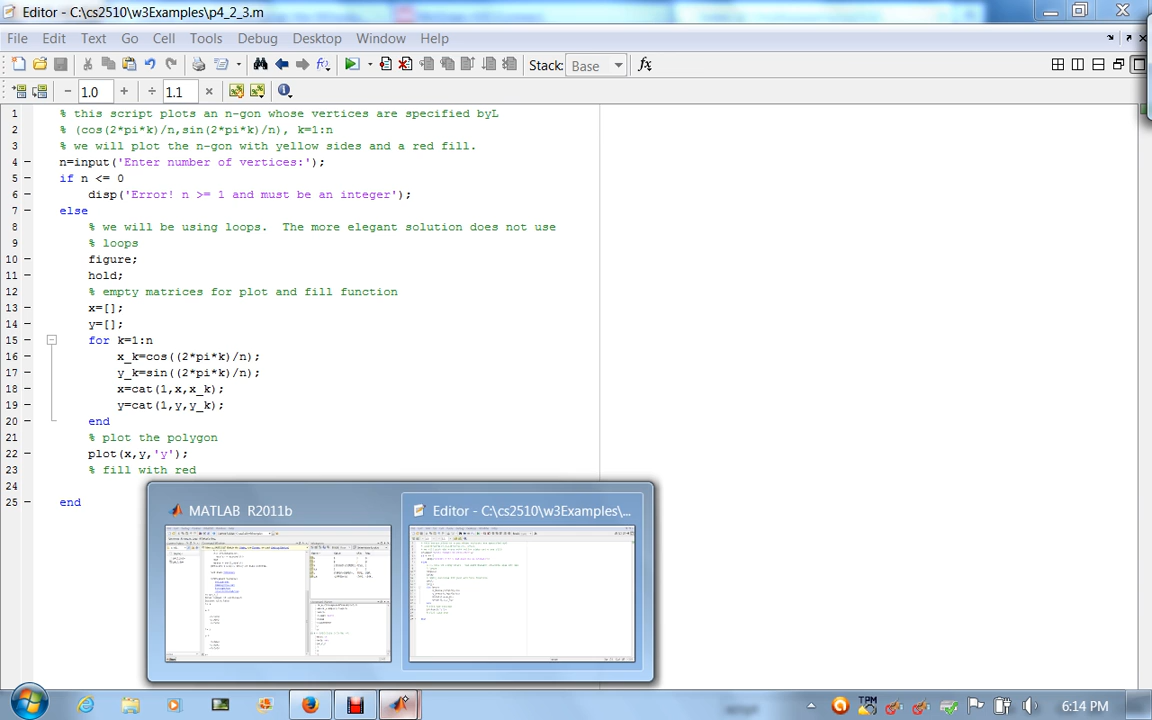 Editor - C:\cs2510\w3Examples\p4_2_3.m
File Edit Text Go Cell Tools Debug Desktop Window Help
Stack: Base fx
− 1.0 + ÷ 1.1 ×
1 % this script plots an n-gon whose vertices are specified byL
2 % (cos(2*pi*k)/n,sin(2*pi*k)/n), k=1:n
3 % we will plot the n-gon with yellow sides and a red fill.
4 − n=input('Enter number of vertices:');
5 − if n <= 0
6 − disp('Error! n >= 1 and must be an integer');
7 − else
8 % we will be using loops.  The more elegant solution does not use
9 % loops
10 − figure;
11 − hold;
12 % empty matrices for plot and fill function
13 − x=[];
14 − y=[];
15 − for k=1:n
16 − x_k=cos((2*pi*k)/n);
17 − y_k=sin((2*pi*k)/n);
18 − x=cat(1,x,x_k);
19 − y=cat(1,y,y_k);
20 − end
21 % plot the polygon
22 − plot(x,y,'y');
23 % fill with red
24
25 − end
MATLAB R2011b
Editor - C:\cs2510\w3Examples\...
6:14 PM